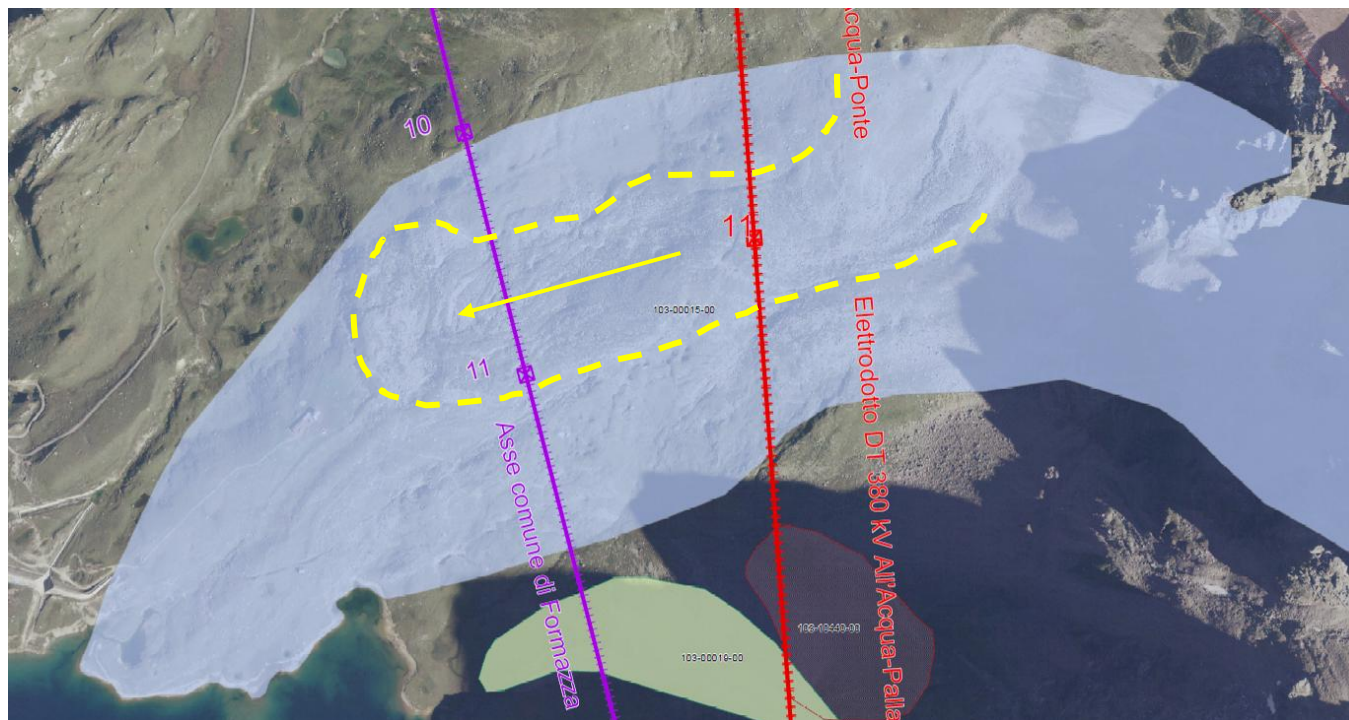 cqua-Ponte
10
11
103-00015-00
11
Elettrodotto DT 380 kV All'Acqua-Palla
Asse comune di Formazza
103-00019-00